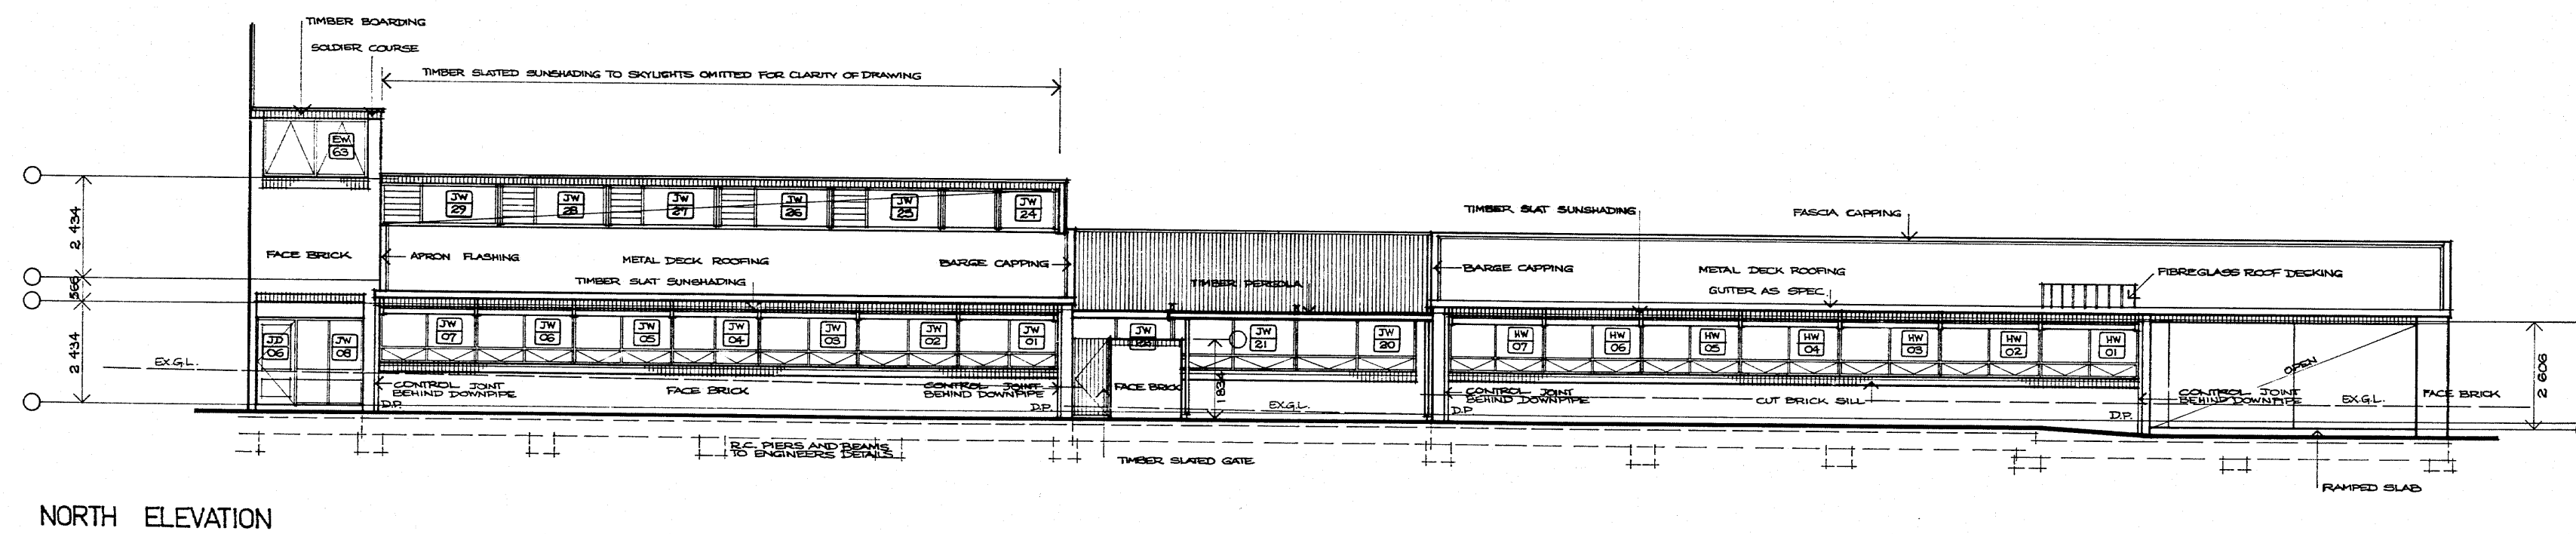 TIMBER BOARDING
SOLDIER COURSE
TIMBER SLATTED SUNSHADING TO SKYLIGHTS OMITTED FOR CLARITY OF DRAWING
EW
63
JW
29
JW
28
JW
27
JW
26
JW
25
JW
24
2 434
566
2 434
FACE BRICK
APRON FLASHING
METAL DECK ROOFING
BARGE CAPPING
TIMBER SLAT SUNSHADING
TIMBER PERGOLA
TIMBER SLAT SUNSHADING
FASCIA CAPPING
BARGE CAPPING
METAL DECK ROOFING
GUTTER AS SPEC.
FIBREGLASS ROOF DECKING
JD
06
JW
08
JW
07
JW
06
JW
05
JW
04
JW
03
JW
02
JW
01
JW
JW
21
JW
20
HW
07
HW
06
HW
05
HW
04
HW
03
HW
02
HW
01
OPEN
2 606
EX.G.L.
CONTROL JOINT
BEHIND DOWNPIPE
D.P.
FACE BRICK
CONTROL JOINT
BEHIND DOWNPIPE
D.P.
FACE BRICK
1834
EX.G.L.
CONTROL JOINT
BEHIND DOWNPIPE
D.P.
CUT BRICK SILL
D.P.
CONTROL JOINT
BEHIND DOWNPIPE
EX.G.L.
FACE BRICK
R.C. PIERS AND BEAMS
TO ENGINEERS DETAILS
TIMBER SLATED GATE
RAMPED SLAB
NORTH ELEVATION